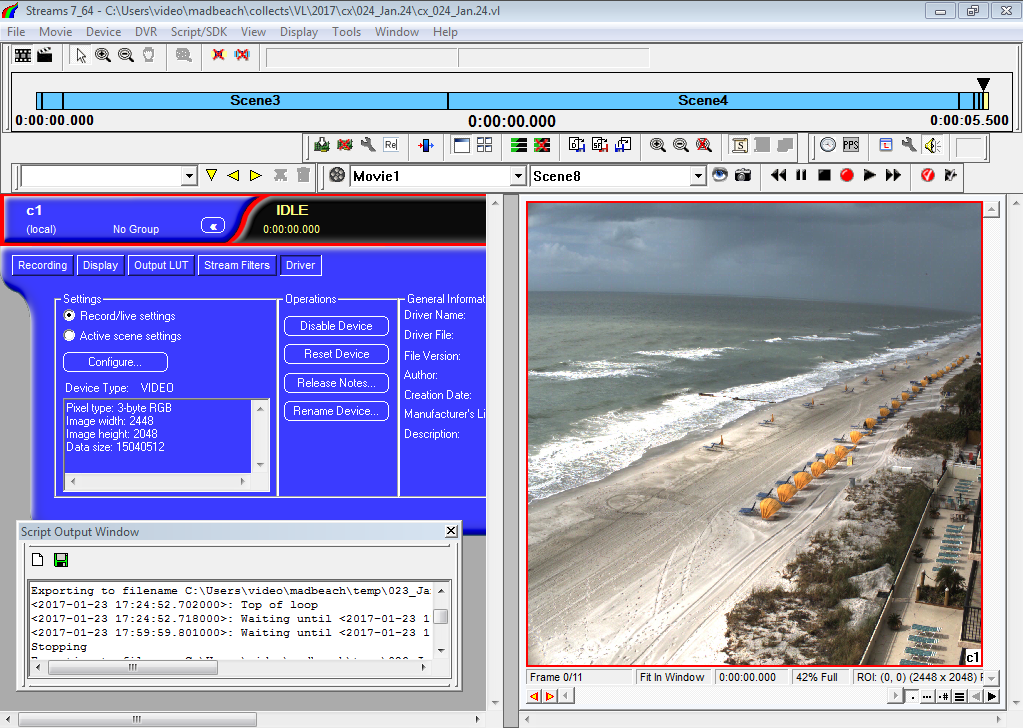 Streams 7_64 - C:\Users\video\madbeach\collects\VL\2017\cx\024_Jan.24\cx_024_Jan.24.vl
File Movie Device DVR Script/SDK View Display Tools Window Help
Scene3 Scene4
0:00:00.000 0:00:00.000 0:00:05.500
Re S PPS L
Movie1 Scene8
c1 IDLE
(local) No Group « 0:00:00.000
Recording Display Output LUT Stream Filters Driver
Settings Operations General Informat
Record/live settings
Active scene settings
Configure...
Device Type: VIDEO
Pixel type: 3-byte RGB
Image width: 2448
Image height: 2048
Data size: 15040512
Disable Device
Reset Device
Release Notes...
Rename Device...
Driver Name:
Driver File:
File Version:
Author:
Creation Date:
Manufacturer's Li
Description:
Script Output Window
Exporting to filename C:\Users\video\madbeach\temp\023_Ja
<2017-01-23 17:24:52.702000>: Top of loop
<2017-01-23 17:24:52.718000>: Waiting until <2017-01-23 1
<2017-01-23 17:59:59.801000>: Waiting until <2017-01-23 1
Stopping
c1
Frame 0/11 Fit In Window 0:00:00.000 42% Full ROI: (0, 0) (2448 x 2048) F